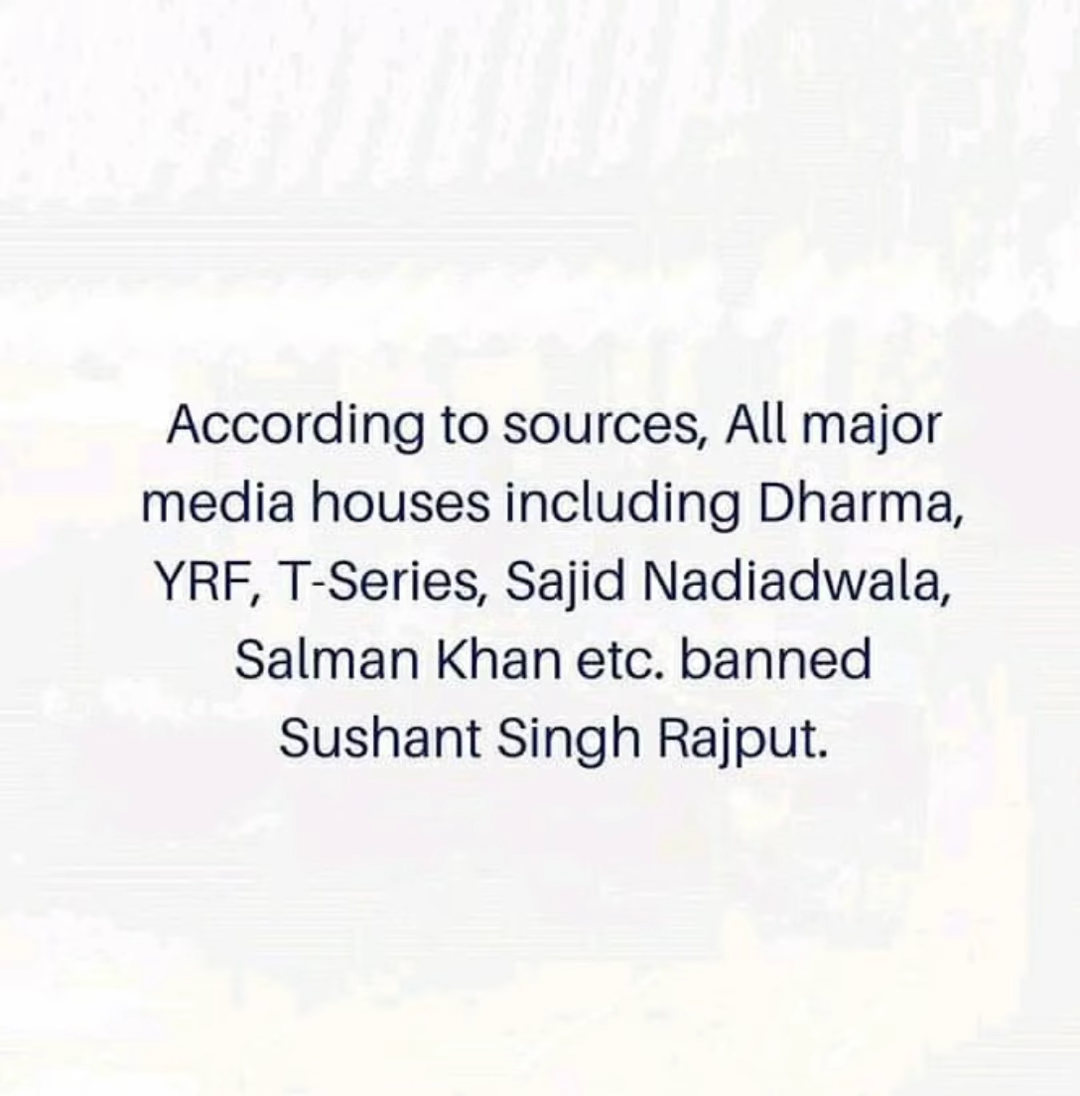 According to sources, All major
media houses including Dharma,
YRF, T-Series, Sajid Nadiadwala,
Salman Khan etc. banned
Sushant Singh Rajput.